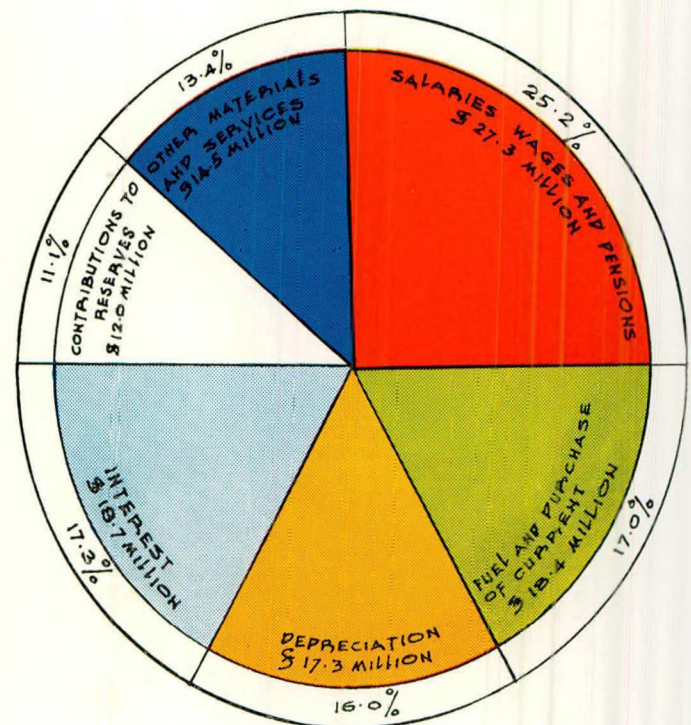 25.2%
SALARIES WAGES AND PENSIONS
$ 27.3 MILLION
17.0%
FUEL AND PURCHASE
OF CURRENT
$ 18.4 MILLION
16.0%
DEPRECIATION
$ 17.3 MILLION
17.3%
INTEREST
$ 18.7 MILLION
11.1%
CONTRIBUTIONS TO
RESERVES
$12.0 MILLION
13.4%
OTHER MATERIALS
AND SERVICES
$14.5 MILLION